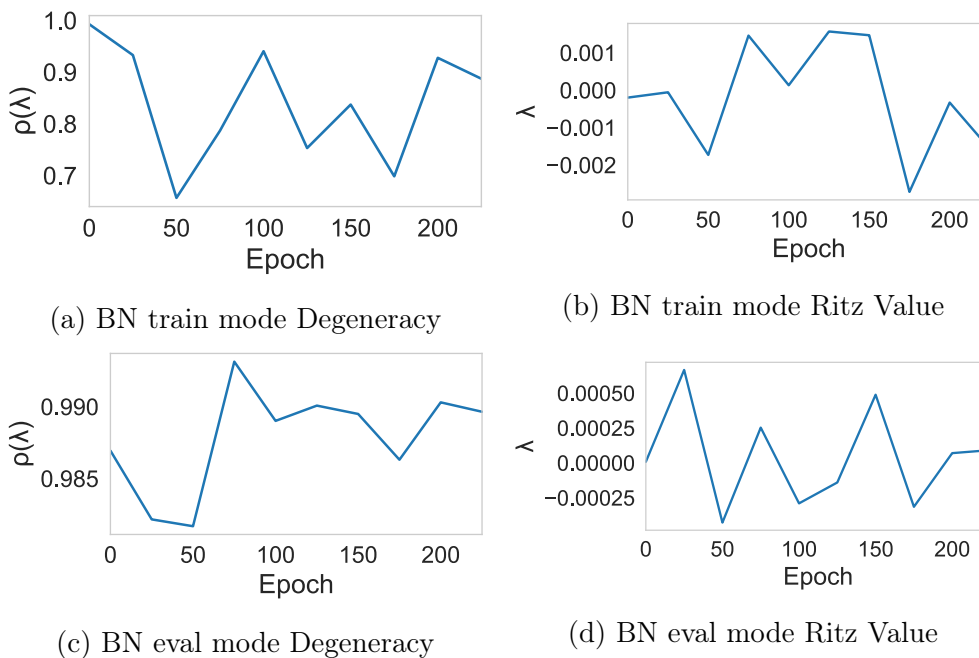 1.0
0.9
0.8
0.7
ρ(λ)
0
50
100
150
200
Epoch
(a) BN train mode Degeneracy
0.001
0.000
−0.001
−0.002
λ
0
50
100
150
200
Epoch
(b) BN train mode Ritz Value
0.990
0.985
ρ(λ)
0
50
100
150
200
Epoch
(c) BN eval mode Degeneracy
0.00050
0.00025
0.00000
−0.00025
λ
0
50
100
150
200
Epoch
(d) BN eval mode Ritz Value